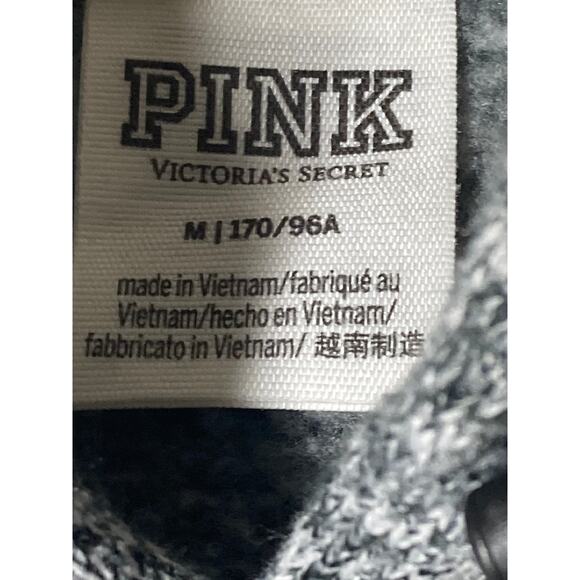 PINK
VICTORIA'S SECRET
M | 170/96A
made in Vietnam/fabriqué au
Vietnam/hecho en Vietnam/
fabbricato in Vietnam/ 越南制造